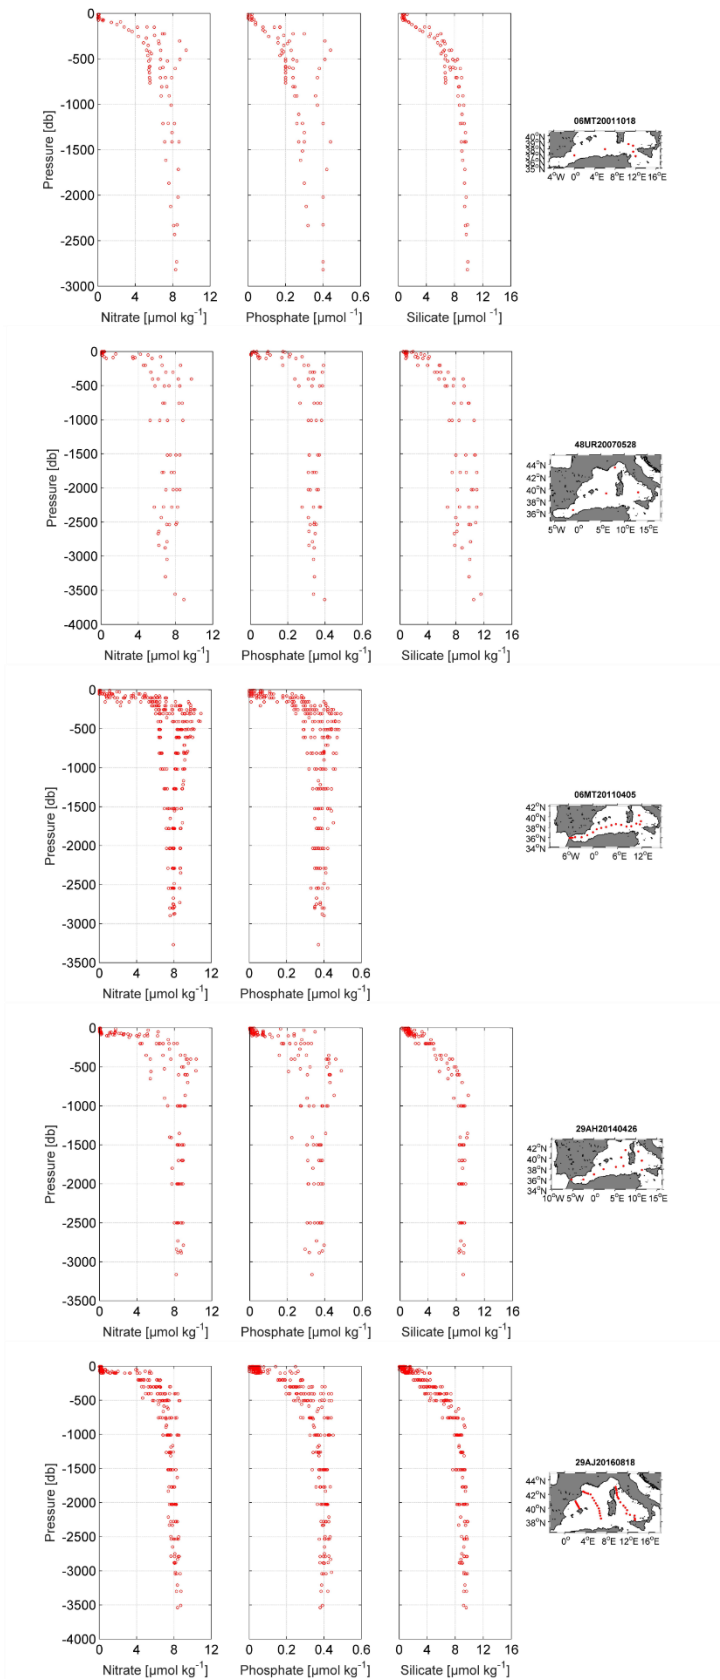 0
-500
-1000
-1500
-2000
-2500
-3000
Pressure [db]
0 4 8 12
Nitrate [µmol kg⁻¹]
0 0.2 0.4 0.6
Phosphate [µmol ⁻¹]
0 4 8 12 16
Silicate [µmol ⁻¹]
06MT20011018
40°N
39°N
38°N
37°N
36°N
35°N
4°W 0° 4°E 8°E 12°E 16°E
0
-500
-1000
-1500
-2000
-2500
-3000
-3500
-4000
Pressure [db]
0 4 8 12
Nitrate [µmol kg⁻¹]
0 0.2 0.4 0.6
Phosphate [µmol kg⁻¹]
0 4 8 12 16
Silicate [µmol kg⁻¹]
48UR20070528
44°N
42°N
40°N
38°N
36°N
5°W 0° 5°E 10°E 15°E
0
-500
-1000
-1500
-2000
-2500
-3000
-3500
Pressure [db]
0 4 8 12
Nitrate [µmol kg⁻¹]
0 0.2 0.4 0.6
Phosphate [µmol kg⁻¹]
06MT20110405
42°N
40°N
38°N
36°N
34°N
6°W 0° 6°E 12°E
0
-500
-1000
-1500
-2000
-2500
-3000
-3500
Pressure [db]
0 4 8 12
Nitrate [µmol kg⁻¹]
0 0.2 0.4 0.6
Phosphate [µmol kg⁻¹]
0 4 8 12 16
Silicate [µmol kg⁻¹]
29AH20140426
42°N
40°N
38°N
36°N
34°N
10°W 5°W 0° 5°E 10°E 15°E
0
-500
-1000
-1500
-2000
-2500
-3000
-3500
-4000
Pressure [db]
0 4 8 12
Nitrate [µmol kg⁻¹]
0 0.2 0.4 0.6
Phosphate [µmol kg⁻¹]
0 4 8 12 16
Silicate [µmol kg⁻¹]
29AJ20160818
44°N
42°N
40°N
38°N
0° 4°E 8°E 12°E 16°E